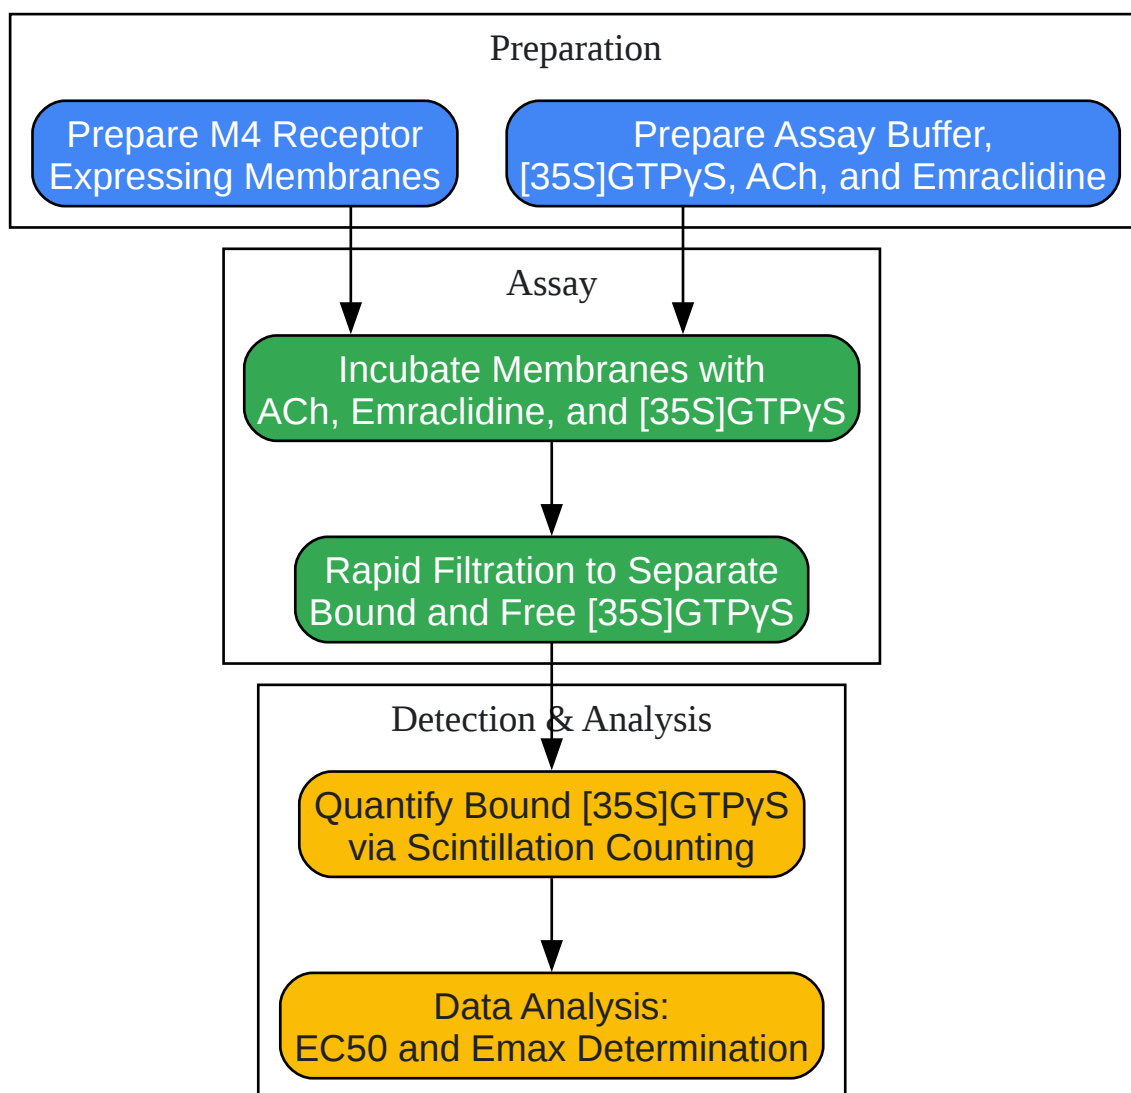 Preparation
Prepare M4 Receptor
Expressing Membranes
Prepare Assay Buffer,
[35S]GTPγS, ACh, and Emraclidine
Assay
Incubate Membranes with
ACh, Emraclidine, and [35S]GTPγS
Rapid Filtration to Separate
Bound and Free [35S]GTPγS
Detection & Analysis
Quantify Bound [35S]GTPγS
via Scintillation Counting
Data Analysis:
EC50 and Emax Determination